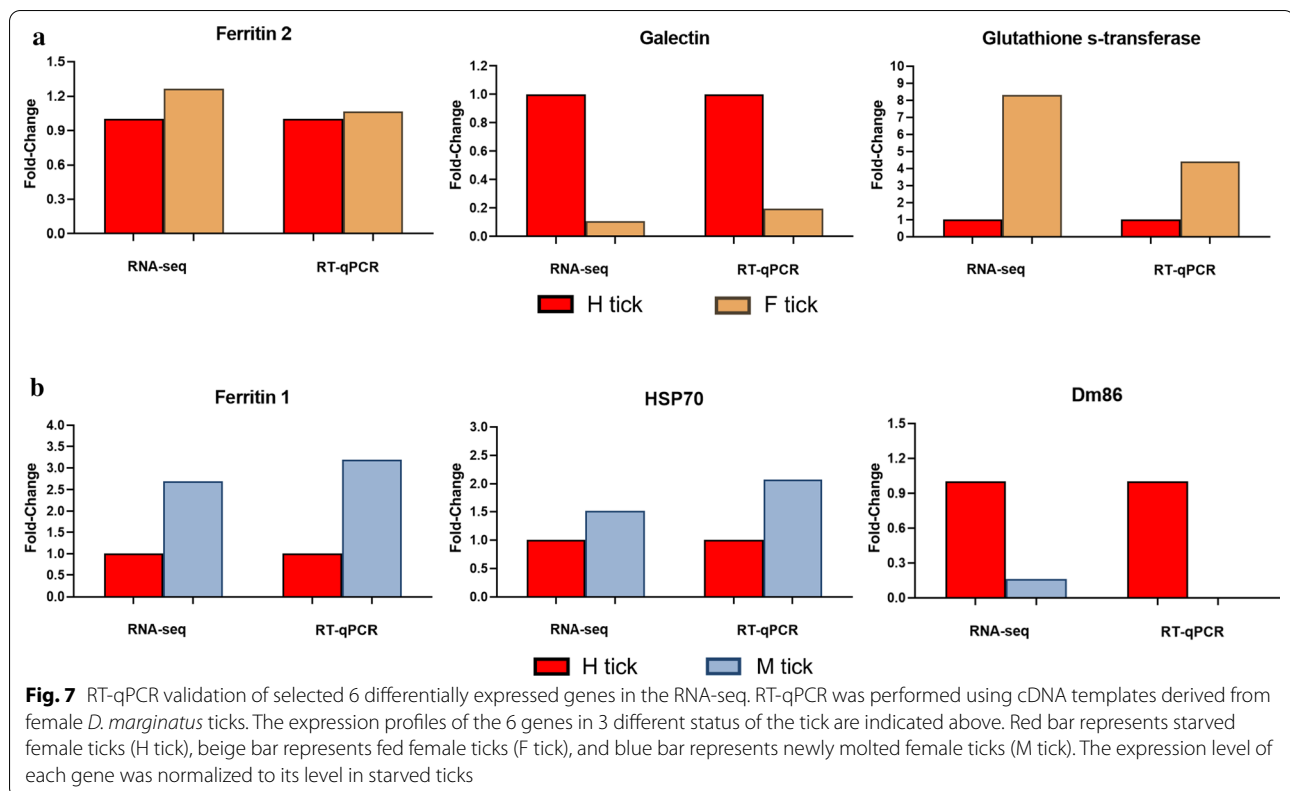 a
Ferritin 2
Galectin
Glutathione s-transferase
Fold-Change
1.5
1.2
0.9
0.6
0.3
0.0
RNA-seq
RT-qPCR
Fold-Change
1.2
1.0
0.8
0.6
0.4
0.2
0.0
RNA-seq
RT-qPCR
Fold-Change
10
9
8
7
6
5
4
3
2
1
0
RNA-seq
RT-qPCR
H tick
F tick
b
Ferritin 1
HSP70
Dm86
Fold-Change
4.0
3.5
3.0
2.5
2.0
1.5
1.0
0.5
0.0
RNA-seq
RT-qPCR
Fold-Change
3.0
2.5
2.0
1.5
1.0
0.5
0.0
RNA-seq
RT-qPCR
Fold-Change
1.5
1.2
0.9
0.6
0.3
0.0
RNA-seq
RT-qPCR
H tick
M tick
Fig. 7 RT-qPCR validation of selected 6 differentially expressed genes in the RNA-seq. RT-qPCR was performed using cDNA templates derived from
female D. marginatus ticks. The expression profiles of the 6 genes in 3 different status of the tick are indicated above. Red bar represents starved
female ticks (H tick), beige bar represents fed female ticks (F tick), and blue bar represents newly molted female ticks (M tick). The expression level of
each gene was normalized to its level in starved ticks